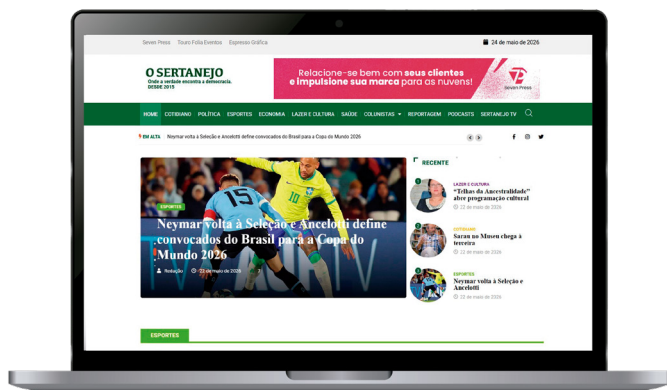 Seven Press Touro Folia Eventos Espresso Gráfica
24 de maio de 2026
O SERTANEJO
Onde a verdade encontra a democracia.
DESDE 2015
Relacione-se bem com seus clientes
e impulsione sua marca para as nuvens!
Seven Press
HOME COTIDIANO POLÍTICA ESPORTES ECONOMIA LAZER E CULTURA SAÚDE COLUNISTAS REPORTAGEM PODCASTS SERTANEJO TV
EM ALTA Neymar volta à Seleção e Ancelotti define convocados do Brasil para a Copa do Mundo 2026
15
10
ESPORTES
Neymar volta à Seleção e Ancelotti define
convocados do Brasil para a Copa do
Mundo 2026
Redação 22 de maio de 2026
RECENTE
1
LAZER E CULTURA
"Telhas da Ancestralidade"
abre programação cultural
22 de maio de 2026
2
COTIDIANO
Sarau no Museu chega à
terceira
22 de maio de 2026
3
ESPORTES
Neymar volta à Seleção e
Ancelotti
22 de maio de 2026
ESPORTES